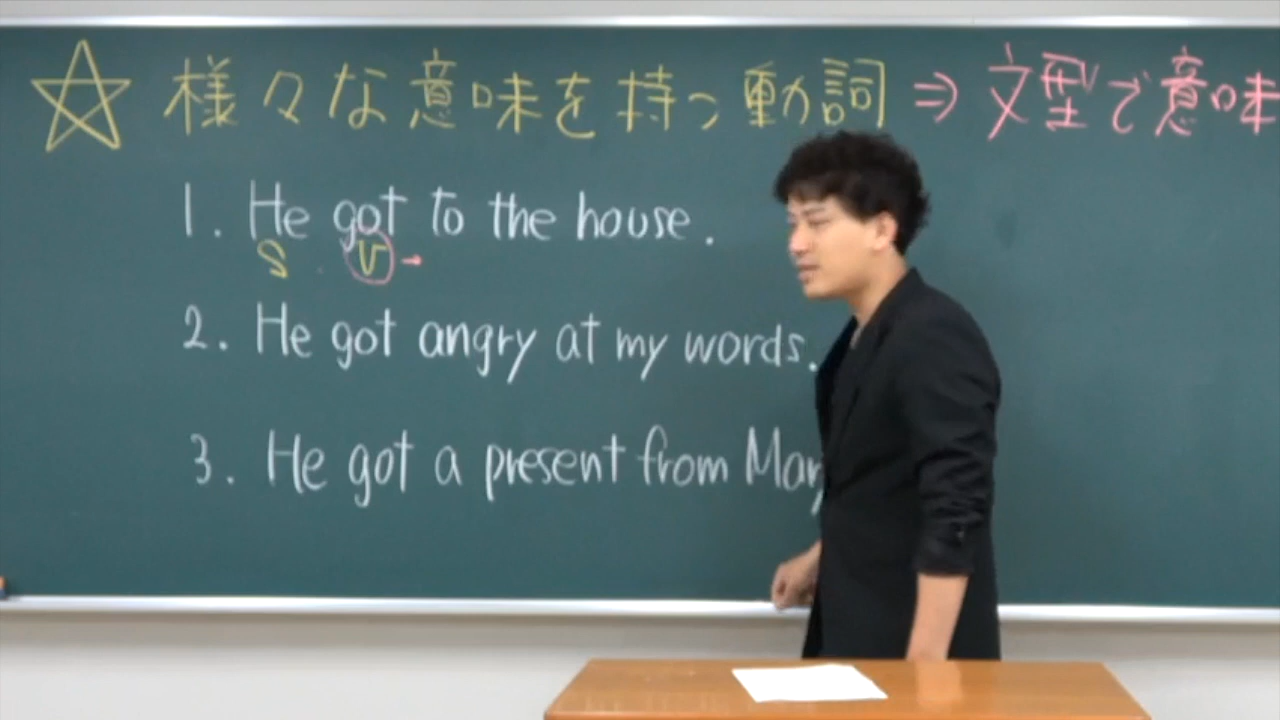 ☆ 様々な意味を持つ動詞 ⇒ 文型で意味
1. He got to the house.
S V →
2. He got angry at my words.
3. He got a present from Mary